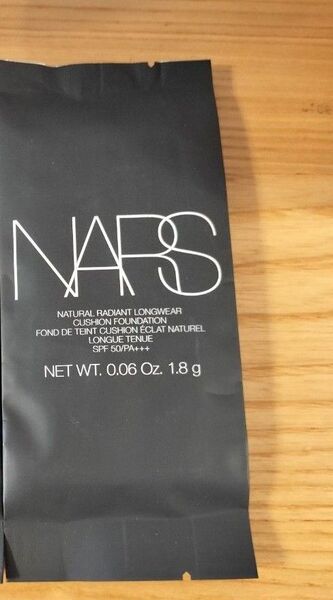 NARS
NATURAL RADIANT LONGWEAR
CUSHION FOUNDATION
FOND DE TEINT CUSHION ÉCLAT NATUREL
LONGUE TENUE
SPF 50/PA+++
NET WT. 0.06 Oz. 1.8 g